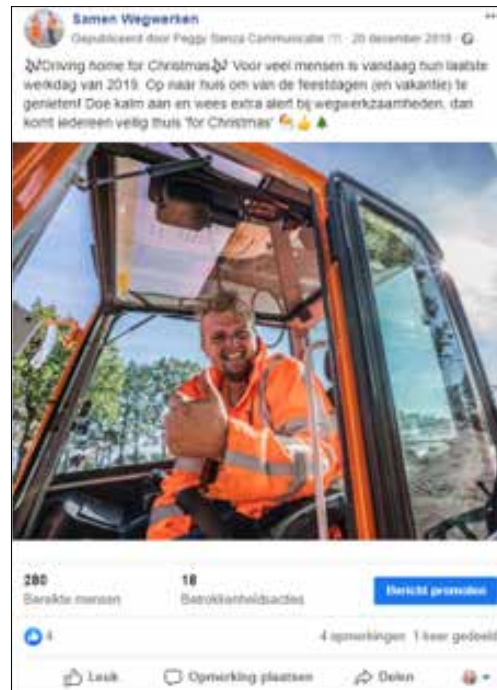 Samen Wegwerken
Gepubliceerd door Peggy Stenza Communicatie · 20 december 2019 ·
Driving home for Christmas Voor veel mensen is vandaag hun laatste
werkdag van 2019. Op naar huis om van de feestdagen (en vakantie) te
genieten! Doe kalm aan en wees extra alert bij wegwerkzaamheden, dan
komt iedereen veilig thuis 'for Christmas'
280
Bereikte mensen
18
Betrokkenheidsacties
Bericht promoten
4
4 opmerkingen 1 keer gedeeld
Leuk
Opmerking plaatsen
Delen